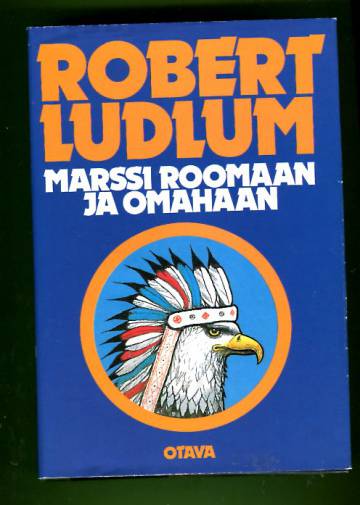 ROBERT
LUDLUM
MARSSI ROOMAAN
JA OMAHAAN
OTAVA